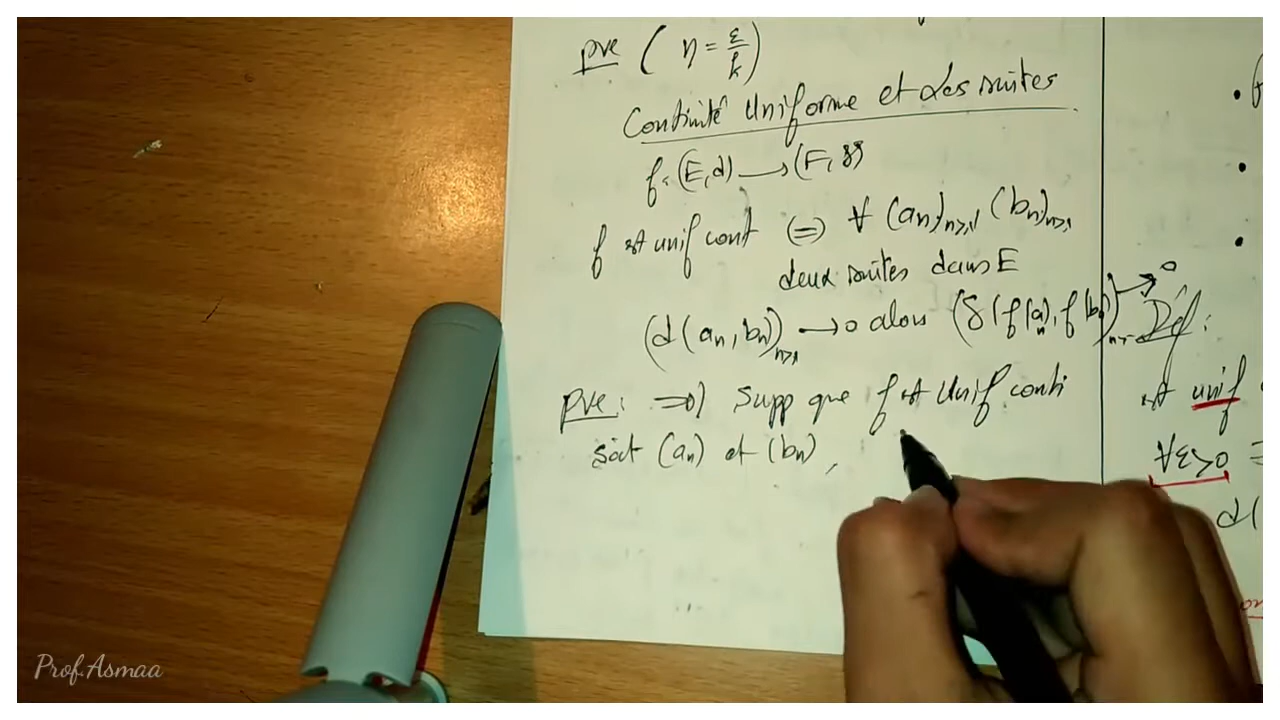 pve ( η = ε/k )
Continuité Uniforme et Les suites
f: (E, d) → (F, δ)
f est unif cont (=) ∀ (an)n≥1, (bn)n≥1
deux suites dans E
(d(an, bn))n≥1 → 0 alors (δ(f(an), f(bn))n≥1 → 0
Déf:
pve: ⇒) Supp que f est Unif conti
est unif
soit (an) et (bn),
∀ε>0
d(
Prof.Asmaa